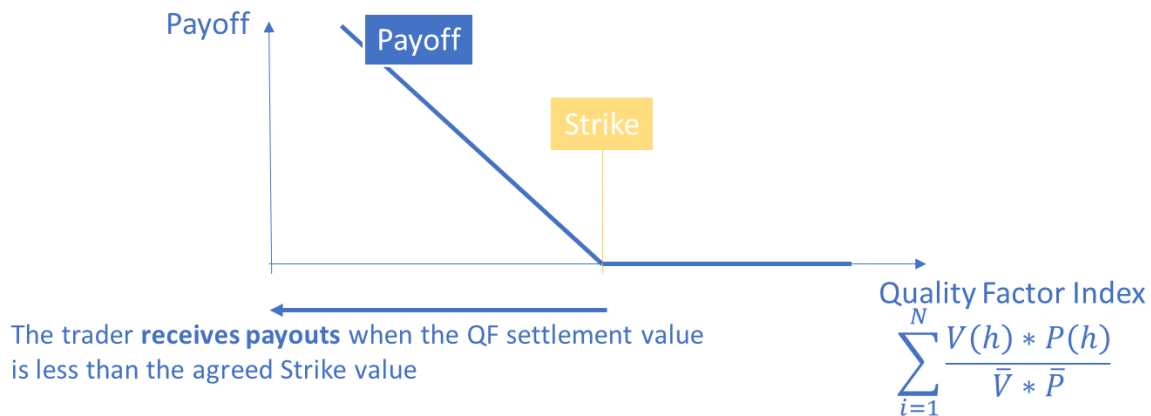 Payoff
Payoff
Strike
Quality Factor Index
The trader receives payouts when the QF settlement value
is less than the agreed Strike value
N
∑ V(h) * P(h)
i=1 V̄ * P̄